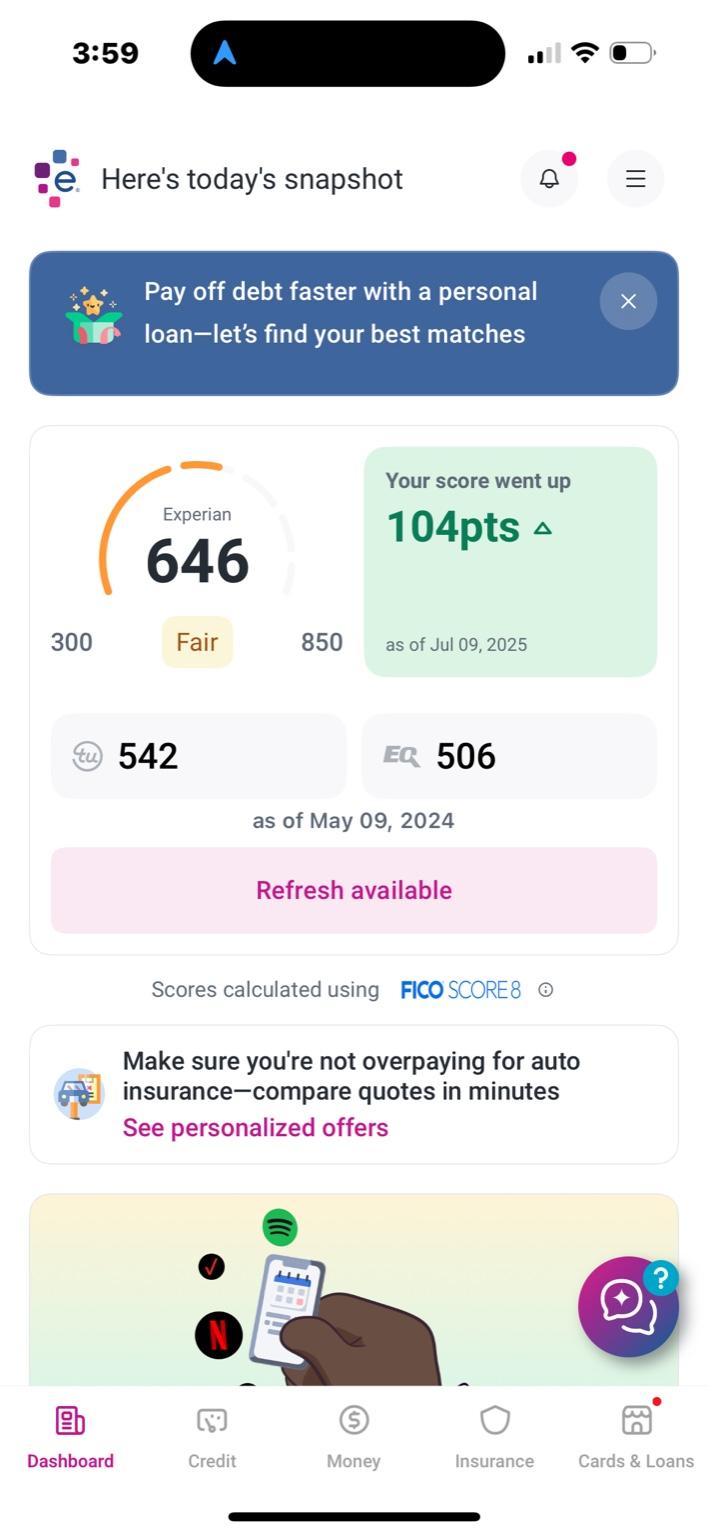 3:59
e
Here's today's snapshot
Pay off debt faster with a personal
loan—let's find your best matches
Experian
646
300
Fair
850
Your score went up
104pts
as of Jul 09, 2025
tu 542
EQ 506
as of May 09, 2024
Refresh available
Scores calculated using FICO SCORE 8
Make sure you're not overpaying for auto
insurance—compare quotes in minutes
See personalized offers
N
?
Dashboard
Credit
Money
Insurance
Cards & Loans